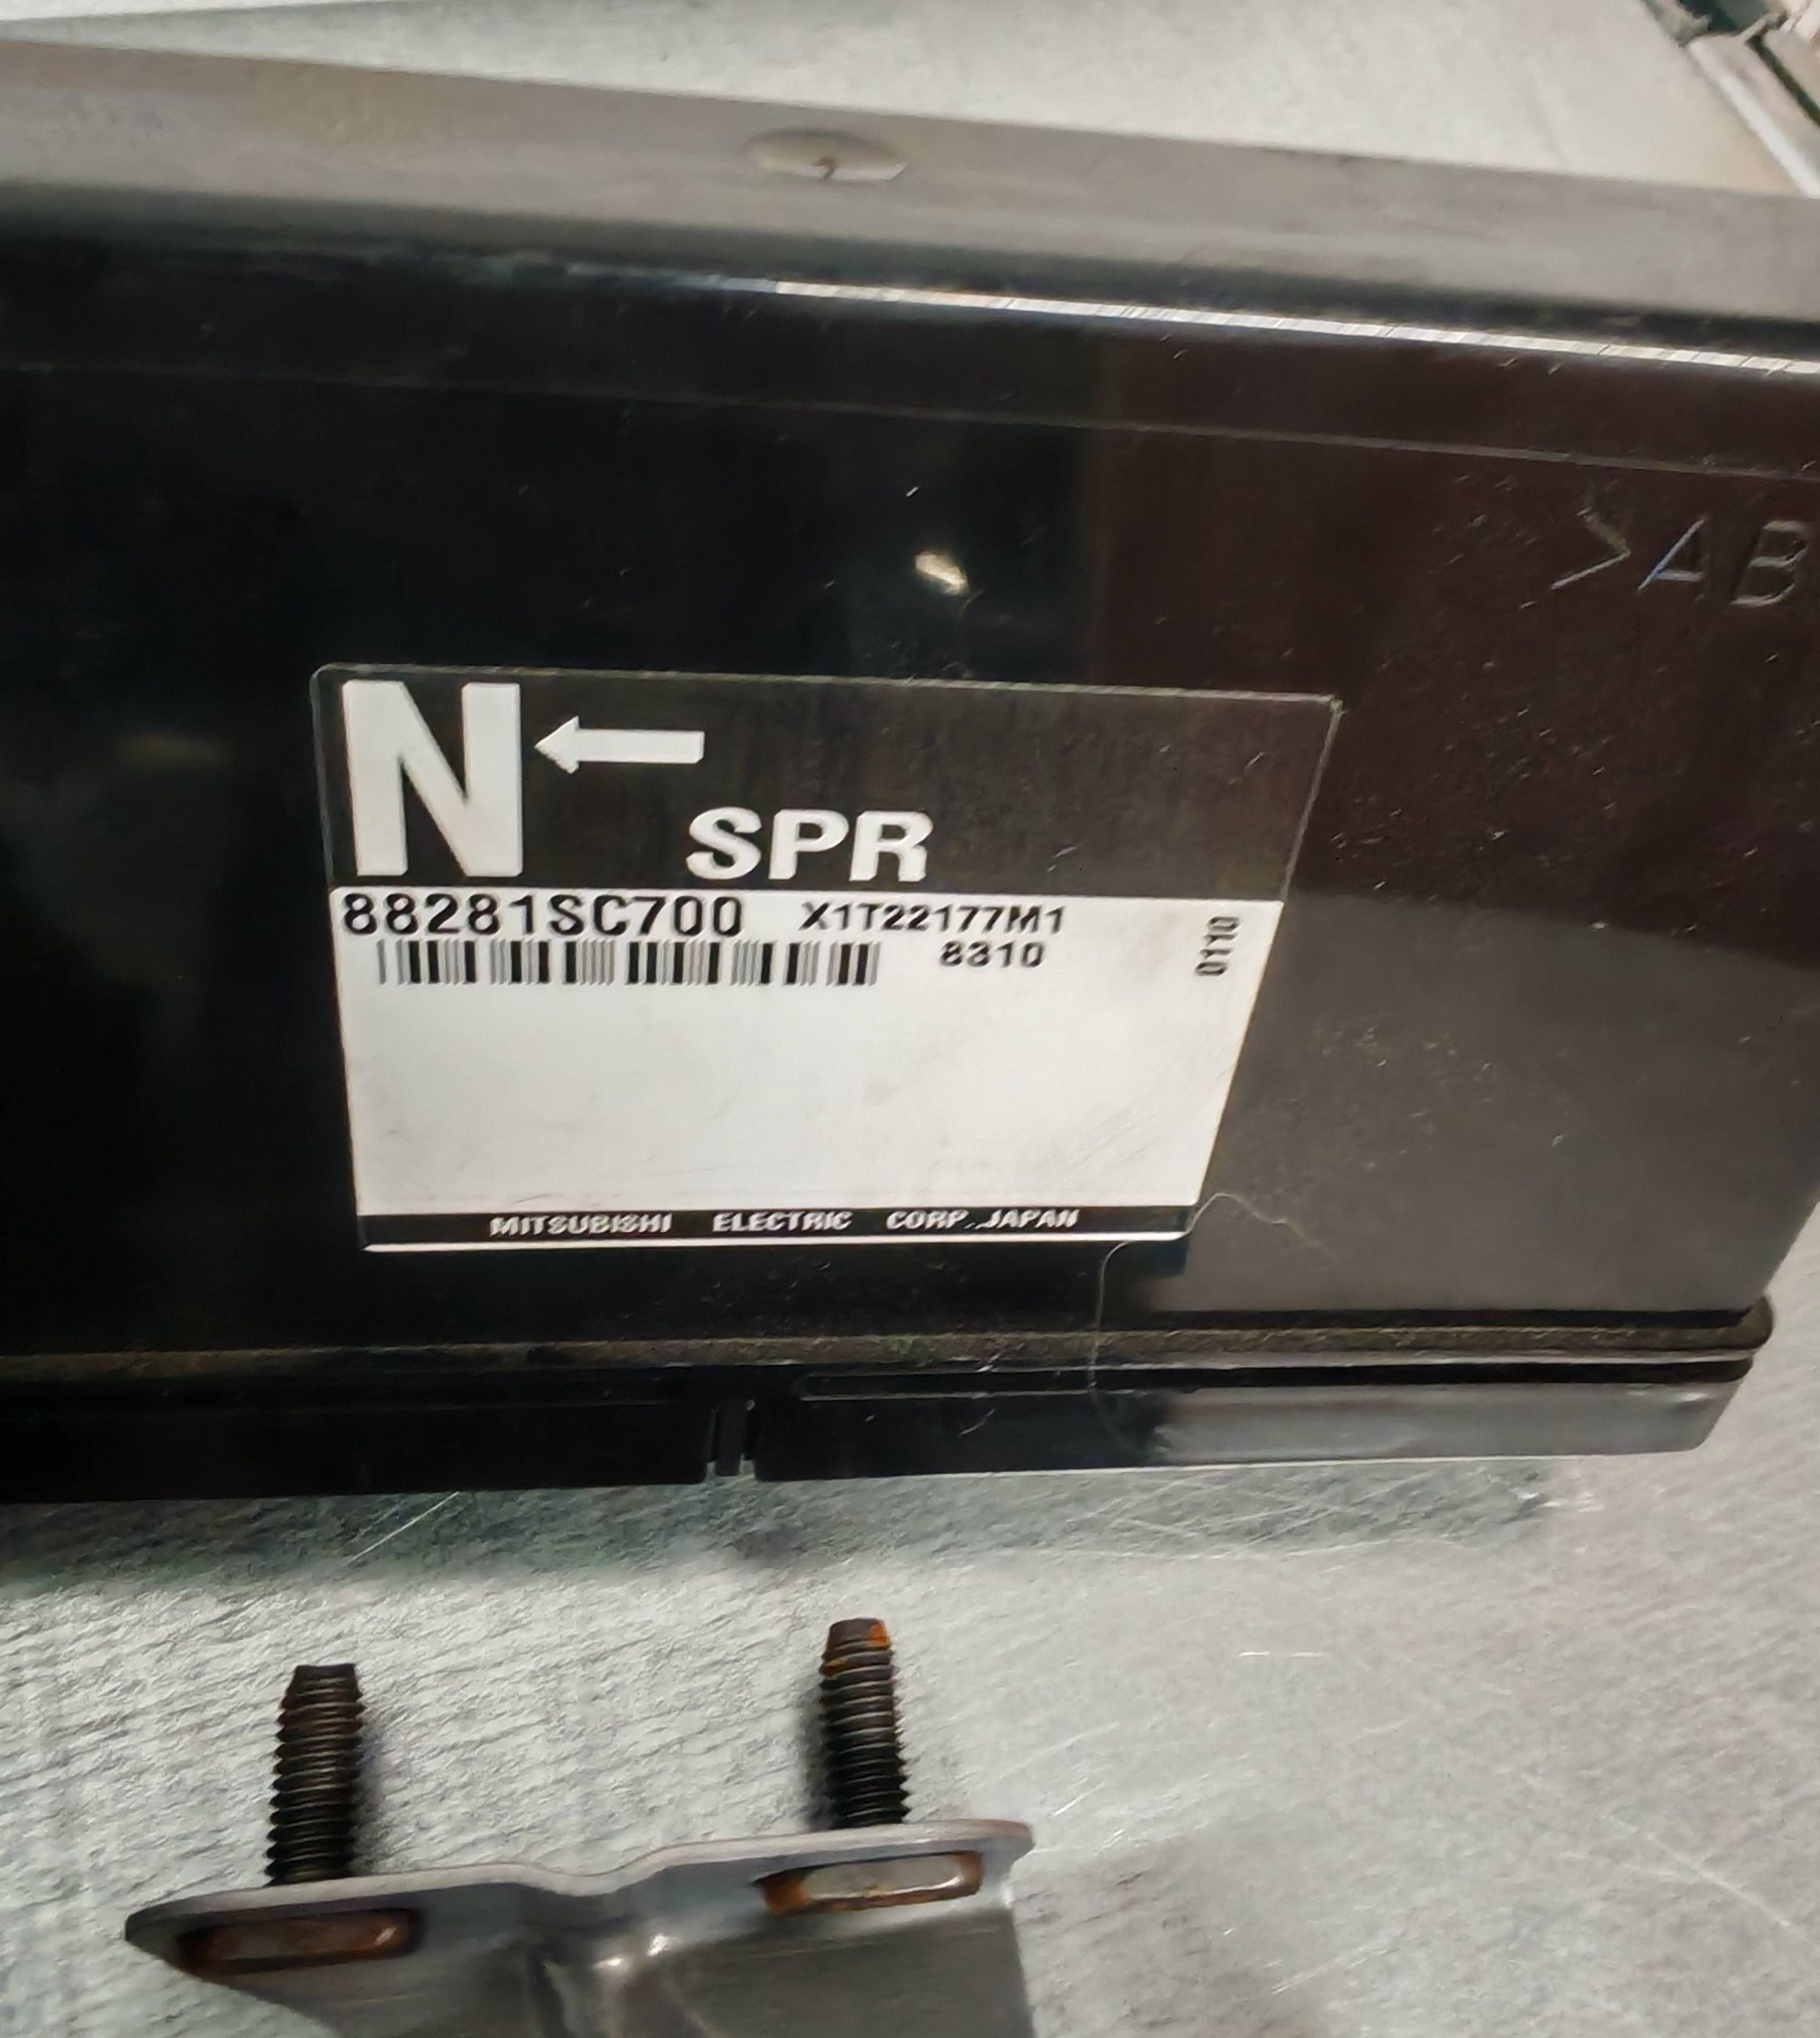 >AB
N
SPR
88281SC700 X1T22177M1
8310
0110
MITSUBISHI ELECTRIC CORP. JAPAN